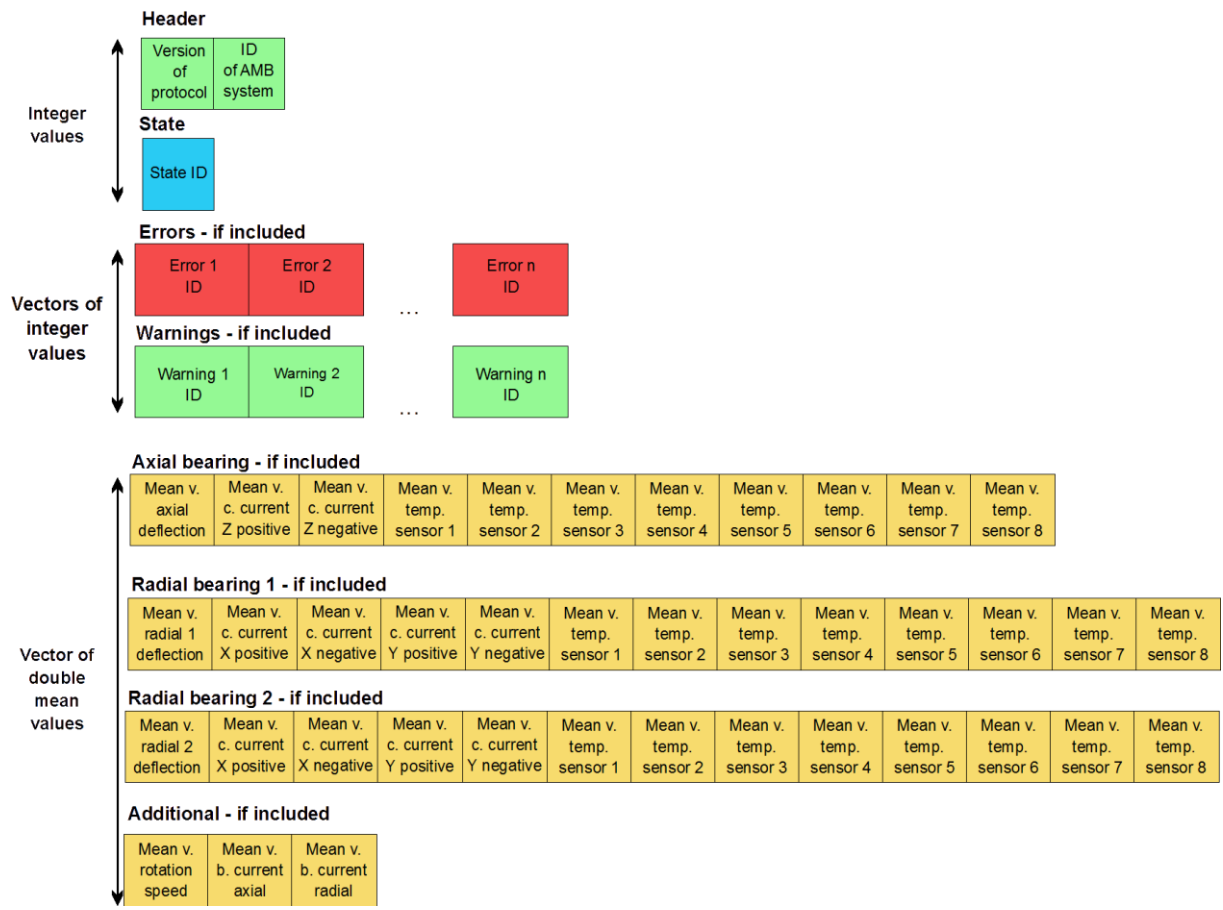 Header
Version
of
protocol
ID
of AMB
system
Integer
values
State
State ID
Errors - if included
Error 1
ID
Error 2
ID
...
Error n
ID
Vectors of
integer
values
Warnings - if included
Warning 1
ID
Warning 2
ID
...
Warning n
ID
Axial bearing - if included
Mean v.
axial
deflection
Mean v.
c. current
Z positive
Mean v.
c. current
Z negative
Mean v.
temp.
sensor 1
Mean v.
temp.
sensor 2
Mean v.
temp.
sensor 3
Mean v.
temp.
sensor 4
Mean v.
temp.
sensor 5
Mean v.
temp.
sensor 6
Mean v.
temp.
sensor 7
Mean v.
temp.
sensor 8
Radial bearing 1 - if included
Mean v.
radial 1
deflection
Mean v.
c. current
X positive
Mean v.
c. current
X negative
Mean v.
c. current
Y positive
Mean v.
c. current
Y negative
Mean v.
temp.
sensor 1
Mean v.
temp.
sensor 2
Mean v.
temp.
sensor 3
Mean v.
temp.
sensor 4
Mean v.
temp.
sensor 5
Mean v.
temp.
sensor 6
Mean v.
temp.
sensor 7
Mean v.
temp.
sensor 8
Vector of
double
mean
values
Radial bearing 2 - if included
Mean v.
radial 2
deflection
Mean v.
c. current
X positive
Mean v.
c. current
X negative
Mean v.
c. current
Y positive
Mean v.
c. current
Y negative
Mean v.
temp.
sensor 1
Mean v.
temp.
sensor 2
Mean v.
temp.
sensor 3
Mean v.
temp.
sensor 4
Mean v.
temp.
sensor 5
Mean v.
temp.
sensor 6
Mean v.
temp.
sensor 7
Mean v.
temp.
sensor 8
Additional - if included
Mean v.
rotation
speed
Mean v.
b. current
axial
Mean v.
b. current
radial